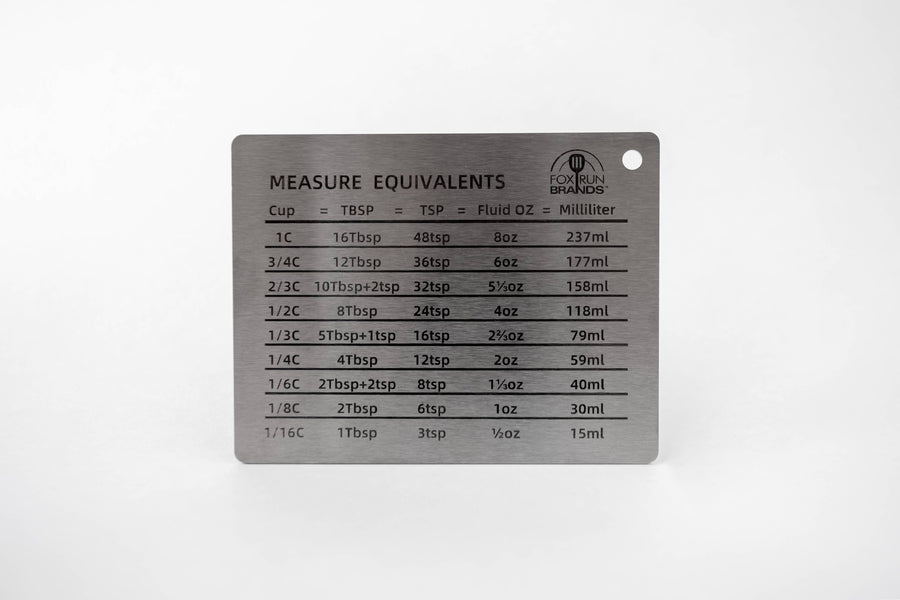 MEASURE EQUIVALENTS
FOX RUN
BRANDS™
Cup = TBSP = TSP = Fluid OZ = Milliliter
1C 16Tbsp 48tsp 8oz 237ml
3/4C 12Tbsp 36tsp 6oz 177ml
2/3C 10Tbsp+2tsp 32tsp 5⅓oz 158ml
1/2C 8Tbsp 24tsp 4oz 118ml
1/3C 5Tbsp+1tsp 16tsp 2⅔oz 79ml
1/4C 4Tbsp 12tsp 2oz 59ml
1/6C 2Tbsp+2tsp 8tsp 1⅓oz 40ml
1/8C 2Tbsp 6tsp 1oz 30ml
1/16C 1Tbsp 3tsp ½oz 15ml